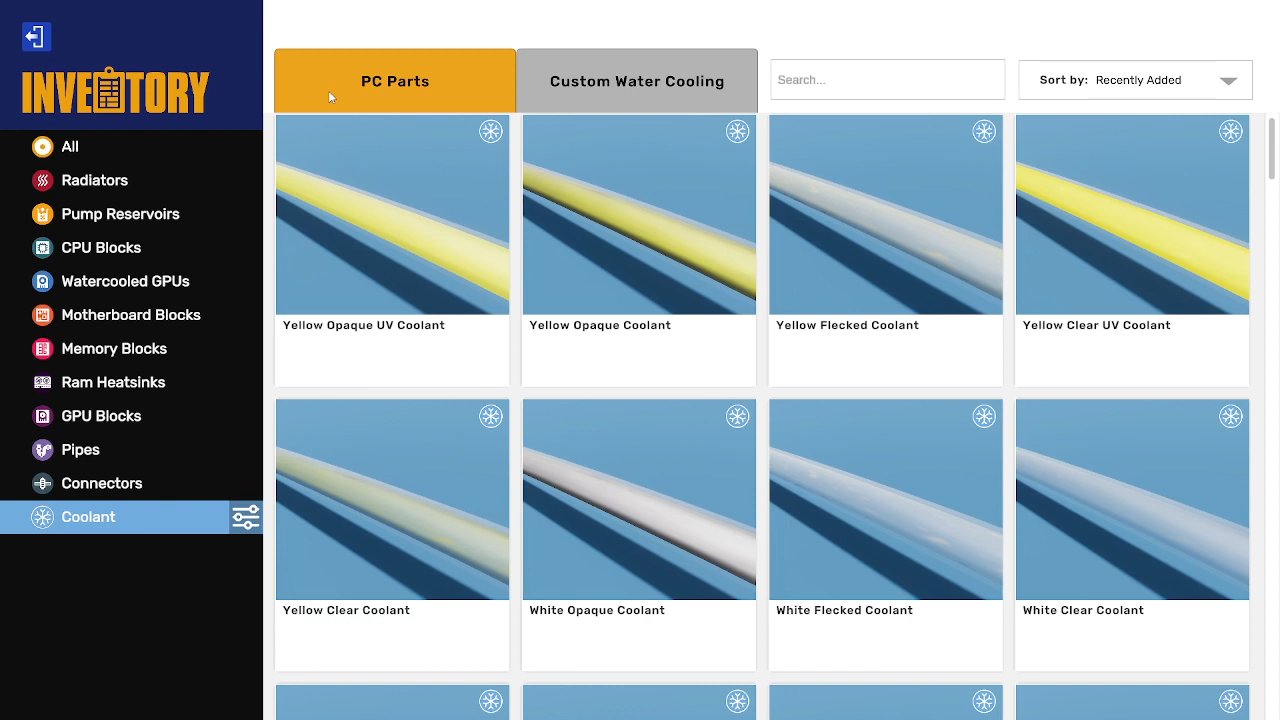 INVENTORY
PC Parts
Custom Water Cooling
Search...
Sort by: Recently Added
All
Radiators
Pump Reservoirs
CPU Blocks
Watercooled GPUs
Motherboard Blocks
Memory Blocks
Ram Heatsinks
GPU Blocks
Pipes
Connectors
Coolant
Yellow Opaque UV Coolant
Yellow Opaque Coolant
Yellow Flecked Coolant
Yellow Clear UV Coolant
Yellow Clear Coolant
White Opaque Coolant
White Flecked Coolant
White Clear Coolant